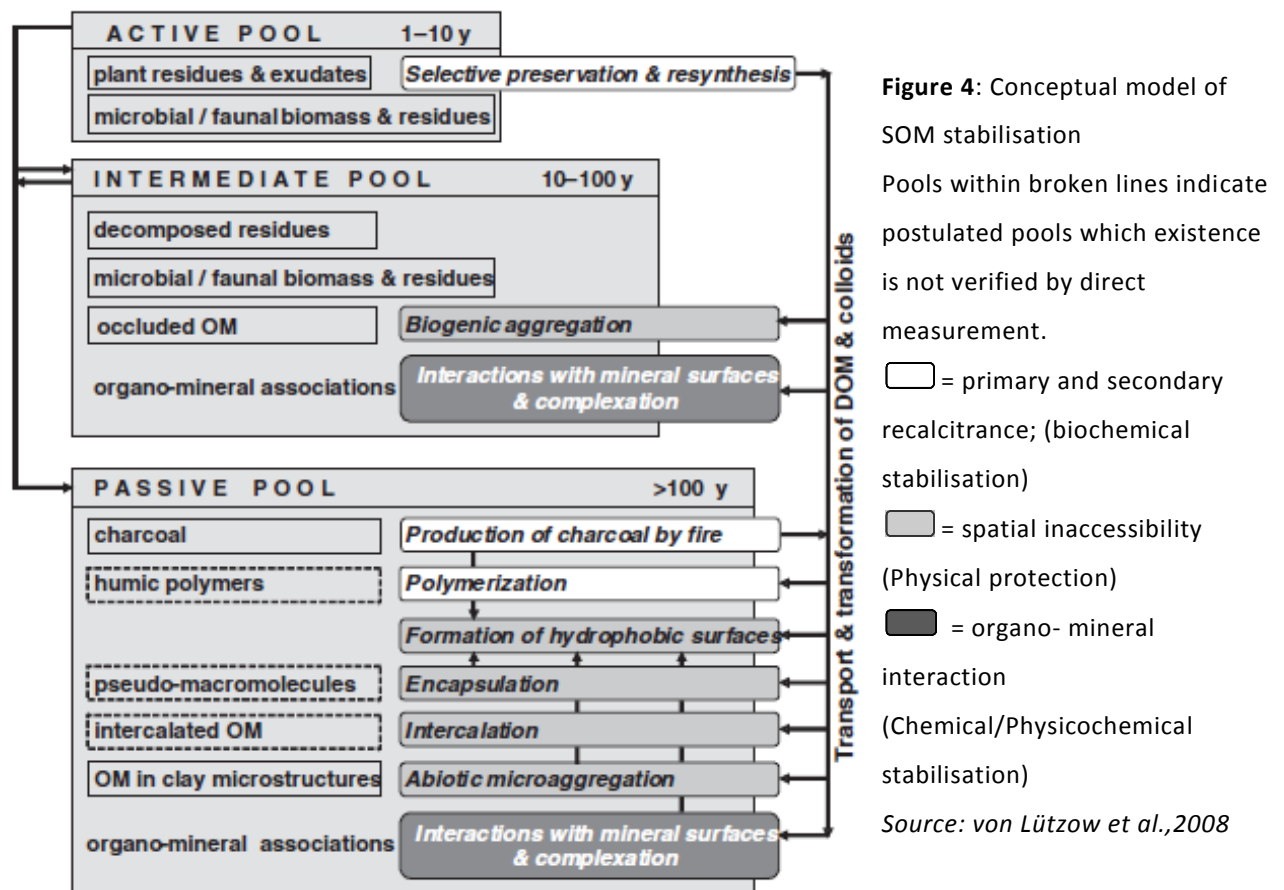 ACTIVE POOL 1–10 y
plant residues & exudates
Selective preservation & resynthesis
microbial / faunal biomass & residues
INTERMEDIATE POOL 10–100 y
decomposed residues
microbial / faunal biomass & residues
occluded OM
Biogenic aggregation
organo-mineral associations
Interactions with mineral surfaces
& complexation
PASSIVE POOL >100 y
charcoal
Production of charcoal by fire
humic polymers
Polymerization
Formation of hydrophobic surfaces
pseudo-macromolecules
Encapsulation
intercalated OM
Intercalation
OM in clay microstructures
Abiotic microaggregation
organo-mineral associations
Interactions with mineral surfaces
& complexation
Transport & transformation of DOM & colloids
Figure 4: Conceptual model of
SOM stabilisation
Pools within broken lines indicate
postulated pools which existence
is not verified by direct
measurement.
= primary and secondary
recalcitrance; (biochemical
stabilisation)
= spatial inaccessibility
(Physical protection)
= organo- mineral
interaction
(Chemical/Physicochemical
stabilisation)
Source: von Lützow et al.,2008